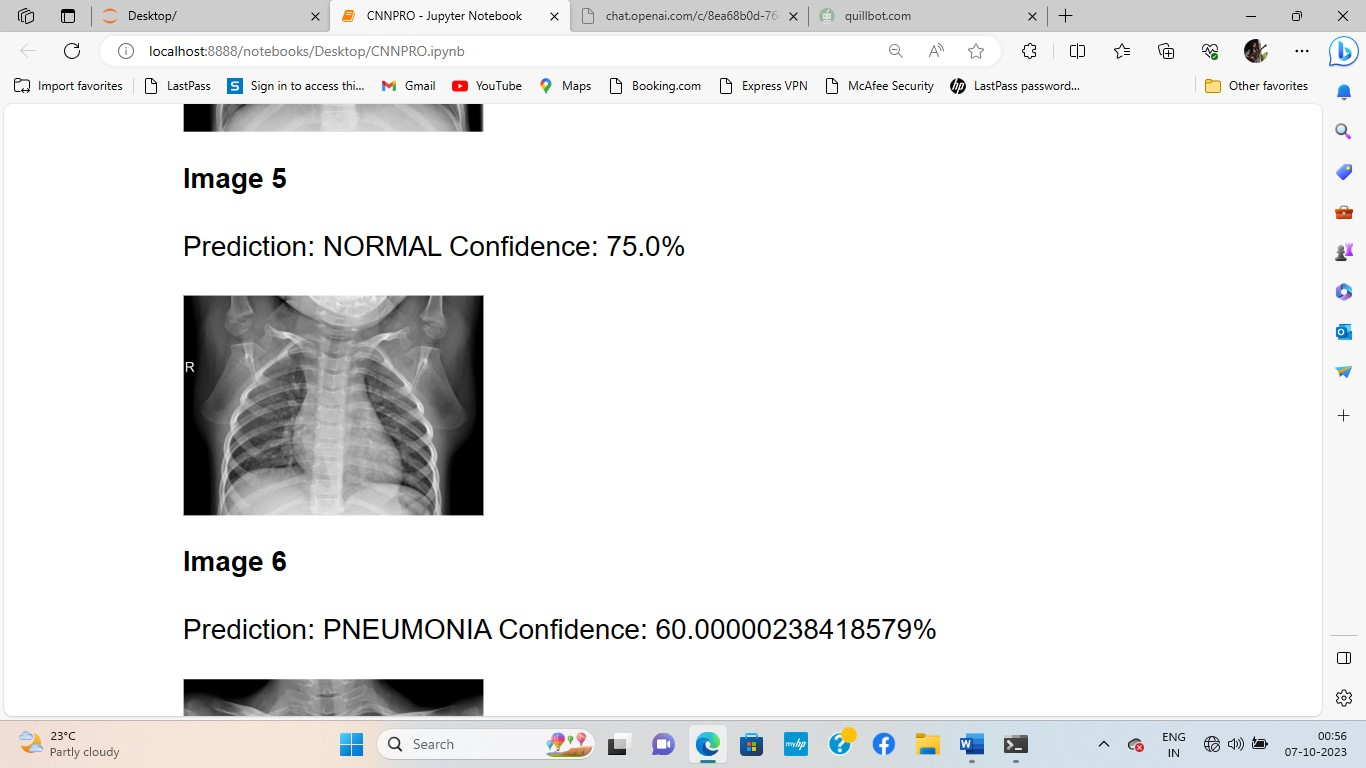 Desktop/
CNNPRO - Jupyter Notebook
chat.openai.com/c/8ea68b0d-76
quillbot.com
localhost:8888/notebooks/Desktop/CNNPRO.ipynb
Import favorites
LastPass
Sign in to access thi...
Gmail
YouTube
Maps
Booking.com
Express VPN
McAfee Security
LastPass password...
Other favorites
Image 5
Prediction: NORMAL Confidence: 75.0%
R
Image 6
Prediction: PNEUMONIA Confidence: 60.00000238418579%
23°C
Partly cloudy
Search
myhp
ENG
IN
00:56
07-10-2023